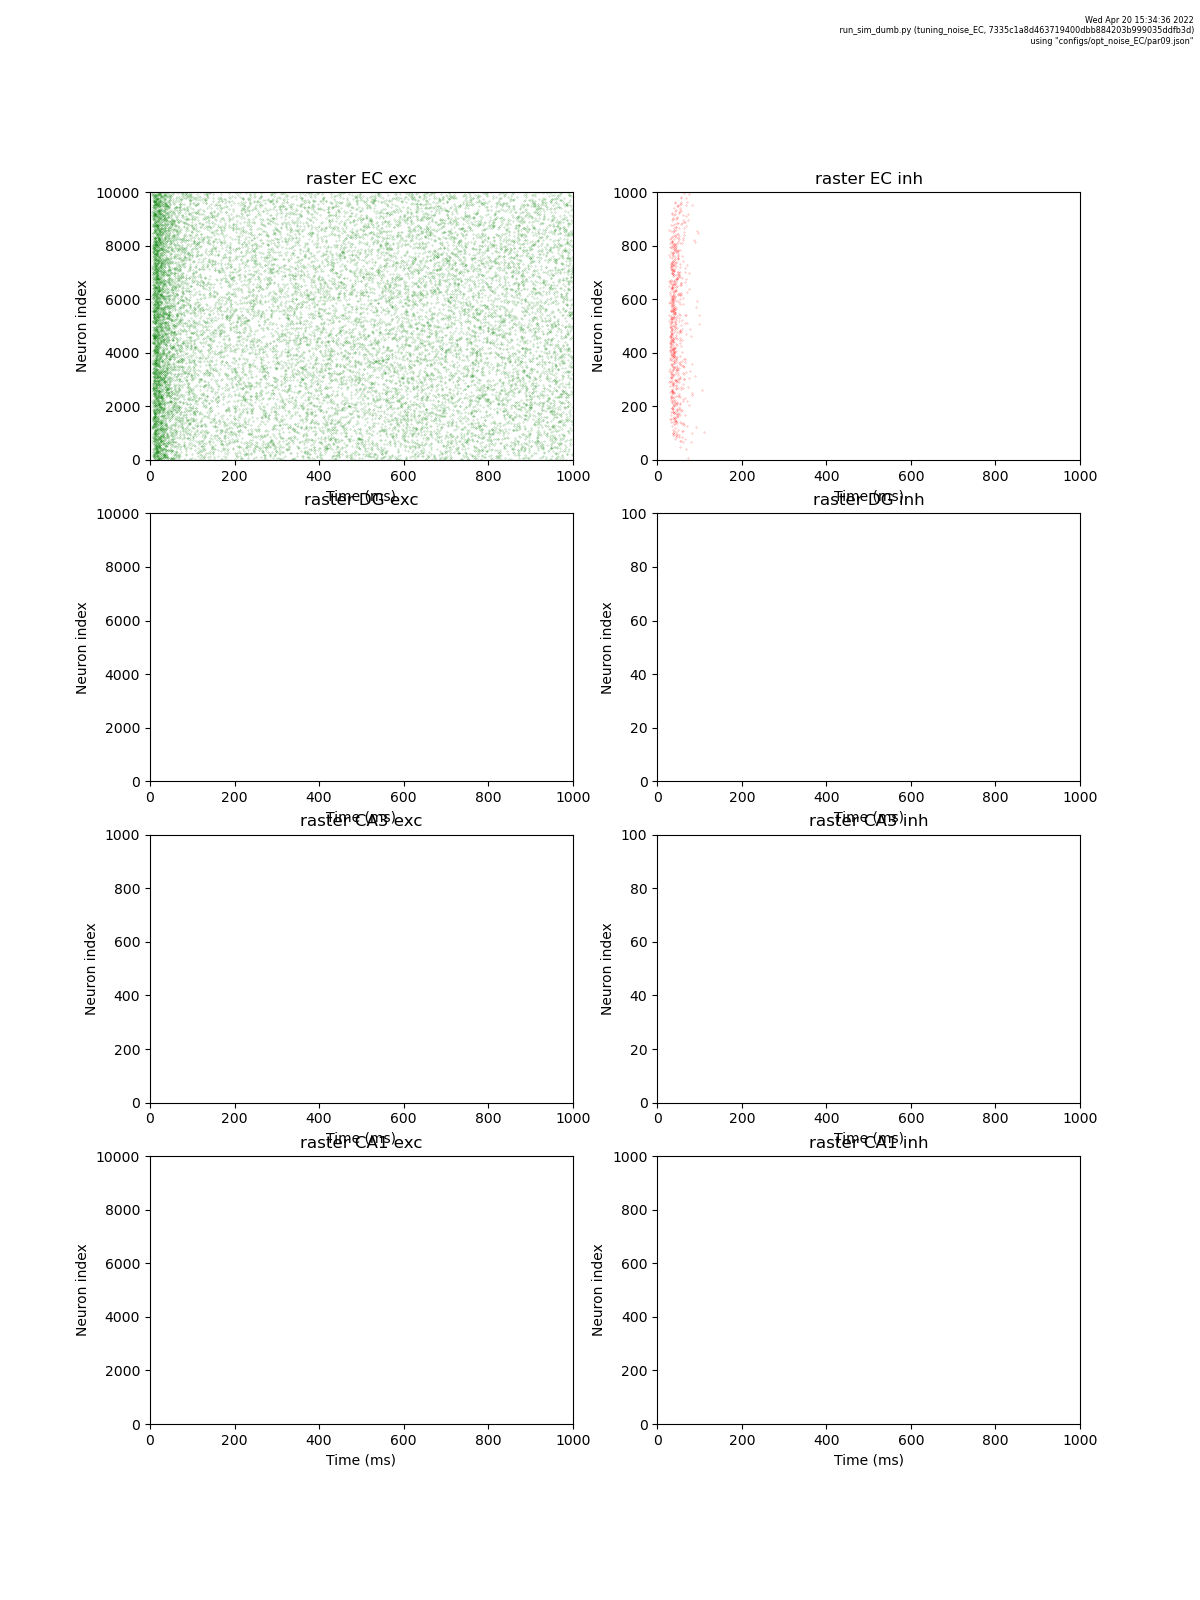 Wed Apr 20 15:34:36 2022
run_sim_dumb.py (tuning_noise_EC, 7335c1a8d463719400dbb884203b999035ddfb3d)
using "configs/opt_noise_EC/par09.json"
raster EC exc
10000
8000
6000
4000
2000
0
Neuron index
0 200 400 600 800 1000
Time (ms)
raster EC inh
1000
800
600
400
200
0
Neuron index
0 200 400 600 800 1000
Time (ms)
raster DG exc
10000
8000
6000
4000
2000
0
Neuron index
0 200 400 600 800 1000
Time (ms)
raster DG inh
100
80
60
40
20
0
Neuron index
0 200 400 600 800 1000
Time (ms)
raster CA3 exc
1000
800
600
400
200
0
Neuron index
0 200 400 600 800 1000
Time (ms)
raster CA3 inh
100
80
60
40
20
0
Neuron index
0 200 400 600 800 1000
Time (ms)
raster CA1 exc
10000
8000
6000
4000
2000
0
Neuron index
0 200 400 600 800 1000
Time (ms)
raster CA1 inh
1000
800
600
400
200
0
Neuron index
0 200 400 600 800 1000
Time (ms)